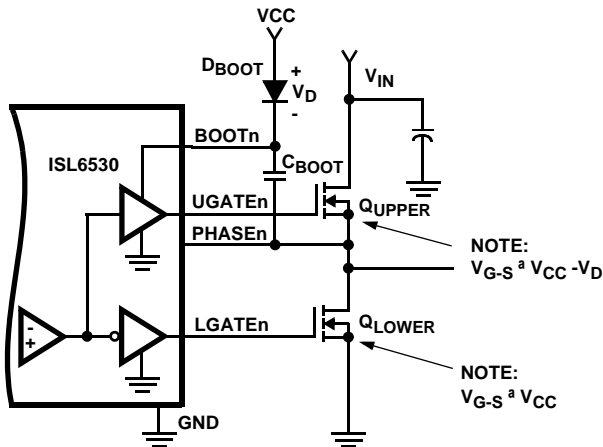 VCC
DBOOT
+
VD
-
VIN
BOOTn
ISL6530
CBOOT
UGATEn
QUPPER
PHASEn
NOTE:
VG-S ª VCC -VD
-
+
LGATEn
QLOWER
NOTE:
VG-S ª VCC
GND